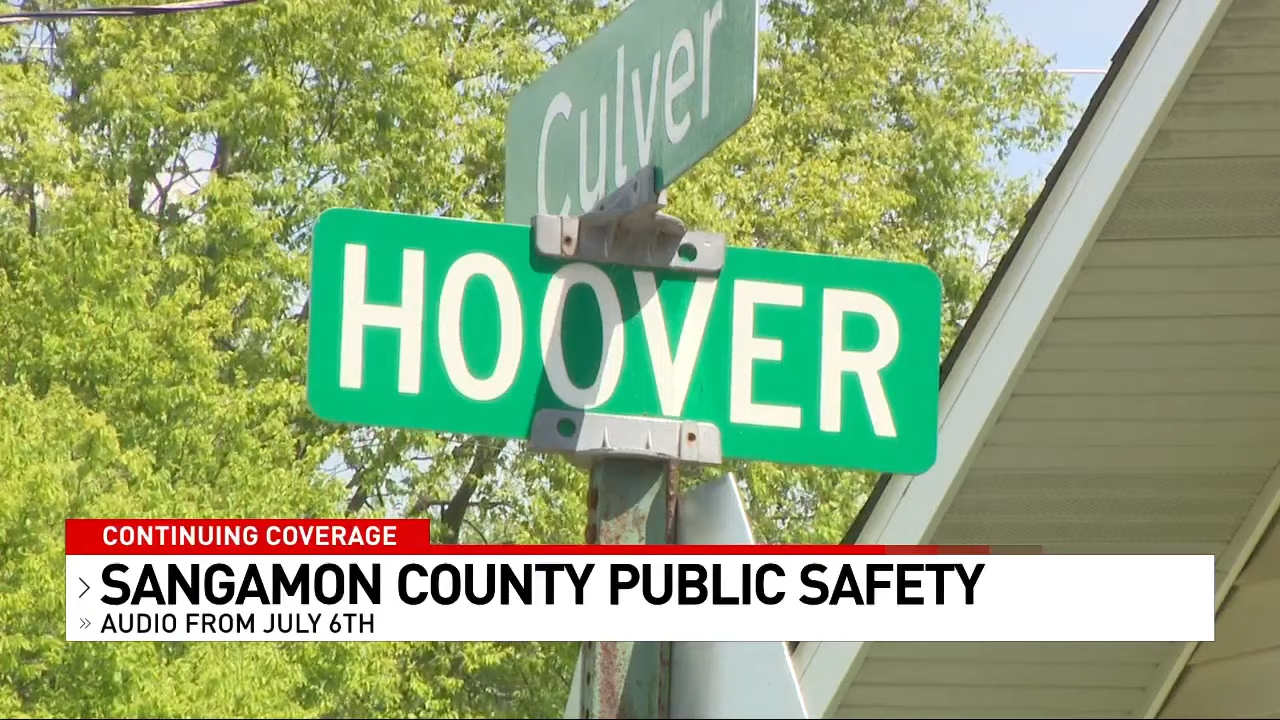 Culver
HOOVER
CONTINUING COVERAGE
SANGAMON COUNTY PUBLIC SAFETY
AUDIO FROM JULY 6TH